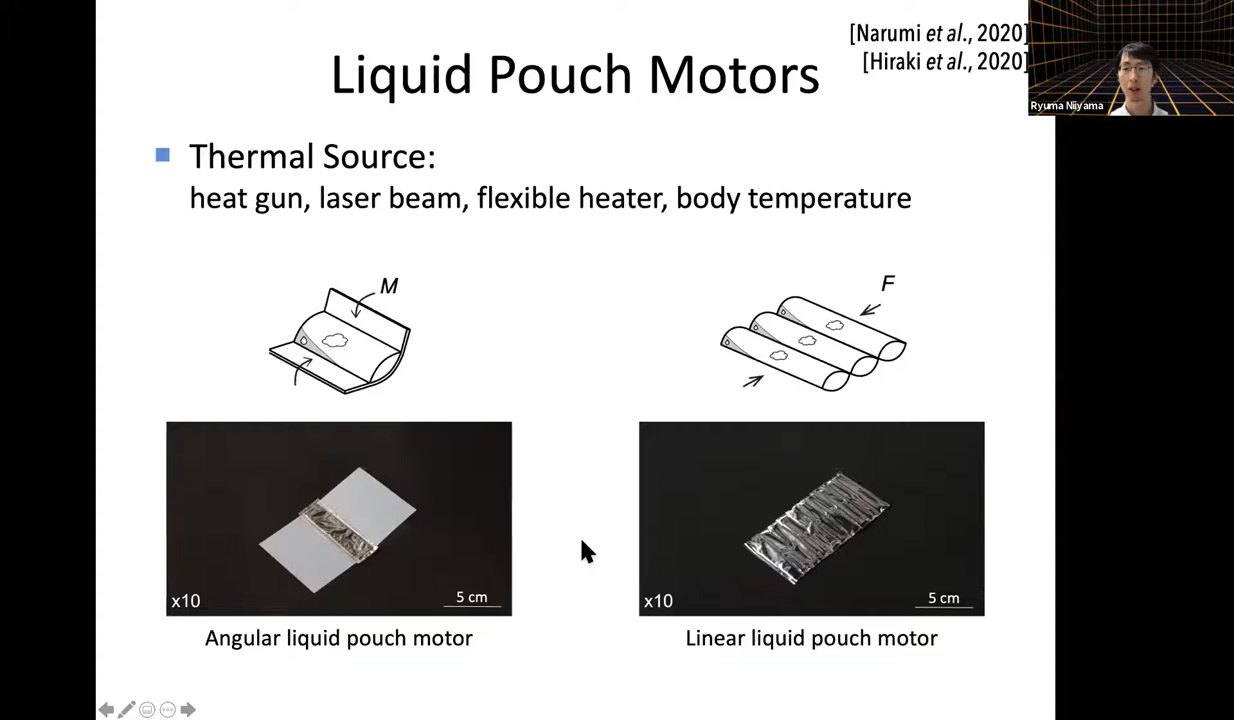 [Narumi et al., 2020]
[Hiraki et al., 2020]
Liquid Pouch Motors
Ryuma Niiyama
Thermal Source:
heat gun, laser beam, flexible heater, body temperature
M
F
x10
5 cm
x10
5 cm
Angular liquid pouch motor
Linear liquid pouch motor